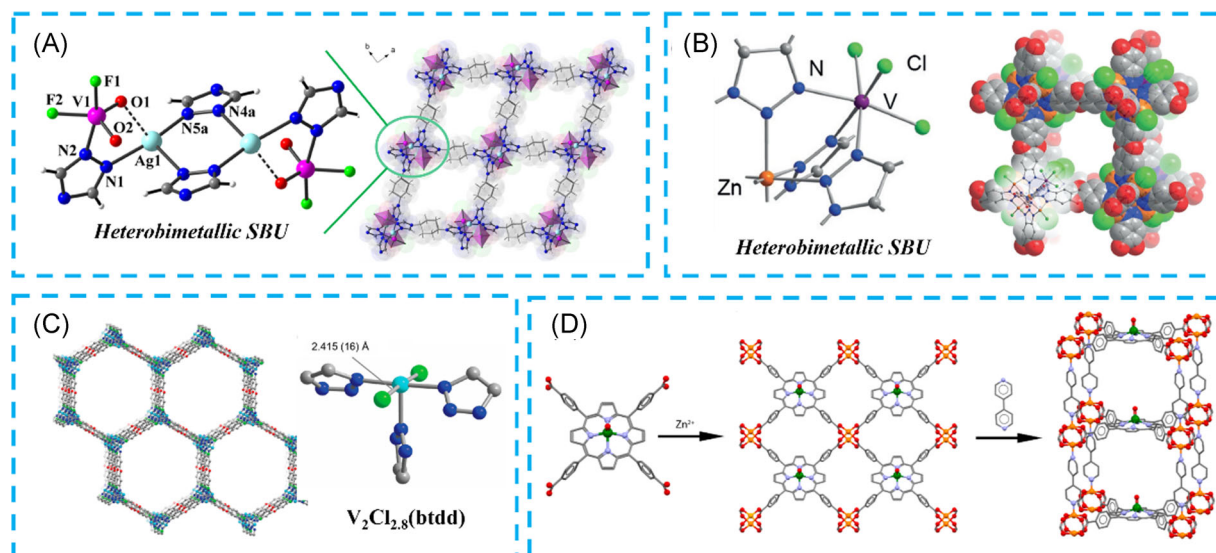 (A)
b
a
F1
F2
V1
O1
O2
N2
N1
Ag1
N5a
N4a
Heterobimetallic SBU
(B)
N
Cl
V
Zn
Heterobimetallic SBU
(C)
2.415 (16) Å
V2Cl2.8(btdd)
(D)
Zn2+